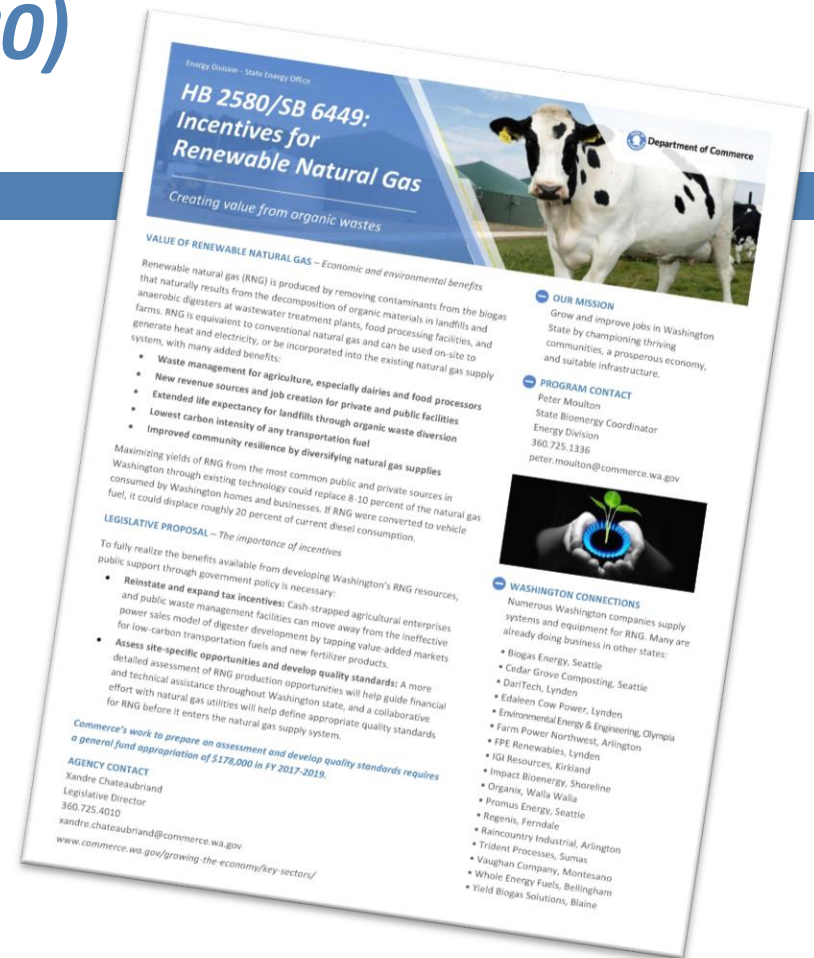 0)
Energy Division - State Energy Office
HB 2580/SB 6449:
Incentives for
Renewable Natural Gas
Creating value from organic wastes
Department of Commerce
VALUE OF RENEWABLE NATURAL GAS – Economic and environmental benefits
Renewable natural gas (RNG) is produced by removing contaminants from the biogas
that naturally results from the decomposition of organic materials in landfills and
anaerobic digesters at wastewater treatment plants, food processing facilities, and
farms. RNG is equivalent to conventional natural gas and can be used on-site to
generate heat and electricity, or be incorporated into the existing natural gas supply
system, with many added benefits:
• Waste management for agriculture, especially dairies and food processors
• New revenue sources and job creation for private and public facilities
• Extended life expectancy for landfills through organic waste diversion
• Lowest carbon intensity of any transportation fuel
• Improved community resilience by diversifying natural gas supplies
Maximizing yields of RNG from the most common public and private sources in
Washington through existing technology could replace 8-10 percent of the natural gas
consumed by Washington homes and businesses. If RNG were converted to vehicle
fuel, it could displace roughly 20 percent of current diesel consumption.
LEGISLATIVE PROPOSAL – The importance of incentives
To fully realize the benefits available from developing Washington's RNG resources,
public support through government policy is necessary:
• Reinstate and expand tax incentives: Cash-strapped agricultural enterprises
and public waste management facilities can move away from the ineffective
power sales model of digester development by tapping value-added markets
for low-carbon transportation fuels and new fertilizer products.
• Assess site-specific opportunities and develop quality standards: A more
detailed assessment of RNG production opportunities will help guide financial
and technical assistance throughout Washington state, and a collaborative
effort with natural gas utilities will help define appropriate quality standards
for RNG before it enters the natural gas supply system.
Commerce's work to prepare an assessment and develop quality standards requires
a general fund appropriation of $178,000 in FY 2017-2019.
AGENCY CONTACT
Xandre Chateaubriand
Legislative Director
360.725.4010
xandre.chateaubriand@commerce.wa.gov
www.commerce.wa.gov/growing-the-economy/key-sectors/
OUR MISSION
Grow and improve jobs in Washington
State by championing thriving
communities, a prosperous economy,
and suitable infrastructure.
PROGRAM CONTACT
Peter Moulton
State Bioenergy Coordinator
Energy Division
360.725.1336
peter.moulton@commerce.wa.gov
WASHINGTON CONNECTIONS
Numerous Washington companies supply
systems and equipment for RNG. Many are
already doing business in other states:
• Biogas Energy, Seattle
• Cedar Grove Composting, Seattle
• DariTech, Lynden
• Edaleen Cow Power, Lynden
• Environmental Energy & Engineering, Olympia
• Farm Power Northwest, Arlington
• FPE Renewables, Lynden
• IGI Resources, Kirkland
• Impact Bioenergy, Shoreline
• Organix, Walla Walla
• Promus Energy, Seattle
• Regenis, Ferndale
• Raincountry Industrial, Arlington
• Trident Processes, Sumas
• Vaughan Company, Montesano
• Whole Energy Fuels, Bellingham
• Yield Biogas Solutions, Blaine